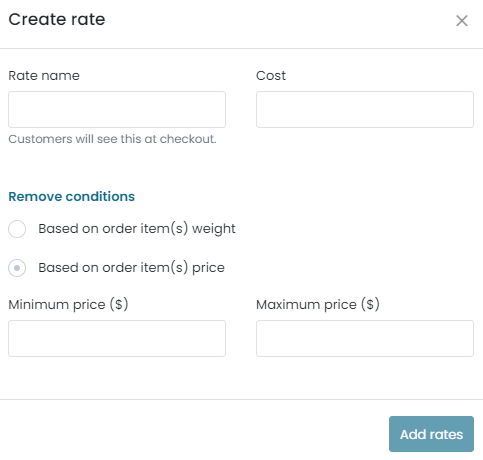 Create rate
Rate name
Cost
Customers will see this at checkout.
Remove conditions
Based on order item(s) weight
Based on order item(s) price
Minimum price ($)
Maximum price ($)
Add rates